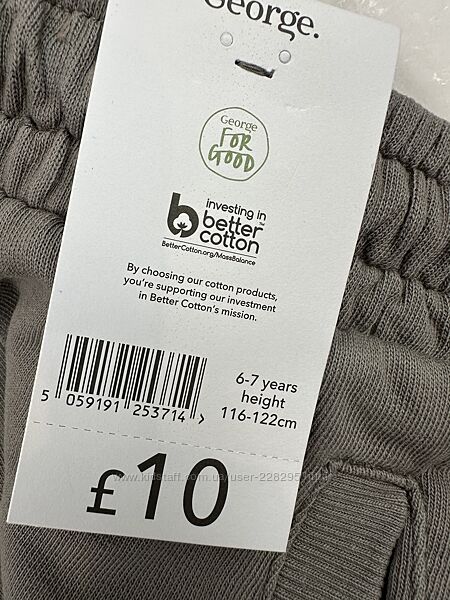 George.
George
FOR
GOOD
investing in
better
cotton™
BetterCotton.org/MassBalance
By choosing our cotton products,
you're supporting our investment
in Better Cotton's mission.
5 059191 253714 >
6-7 years
height
116-122cm
£10